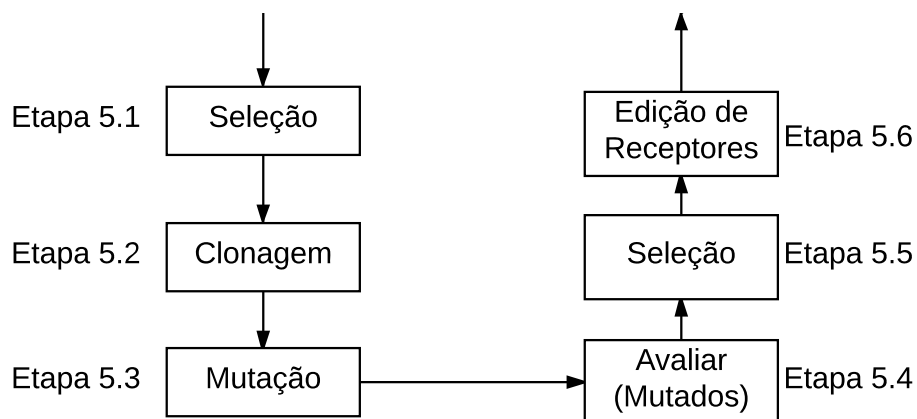 Etapa 5.1
Seleção
Etapa 5.2
Clonagem
Etapa 5.3
Mutação
Avaliar
(Mutados)
Etapa 5.4
Seleção
Etapa 5.5
Edição de
Receptores
Etapa 5.6